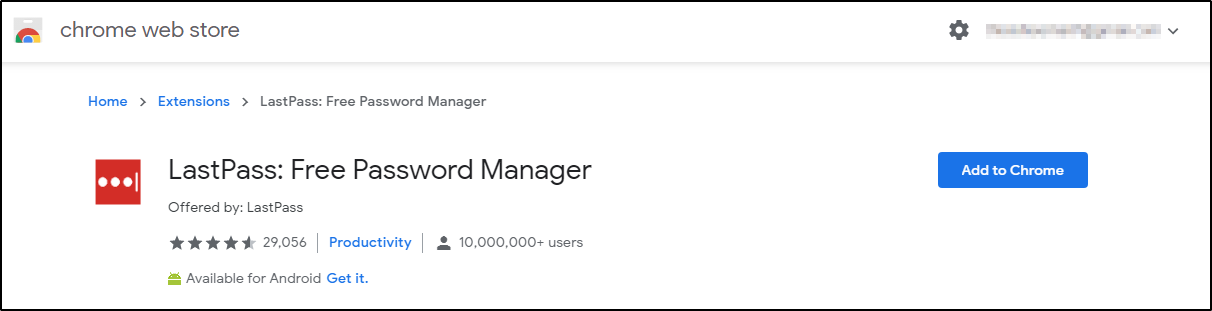 chrome web store
Home > Extensions > LastPass: Free Password Manager
LastPass: Free Password Manager
Add to Chrome
Offered by: LastPass
29,056 Productivity 10,000,000+ users
Available for Android Get it.